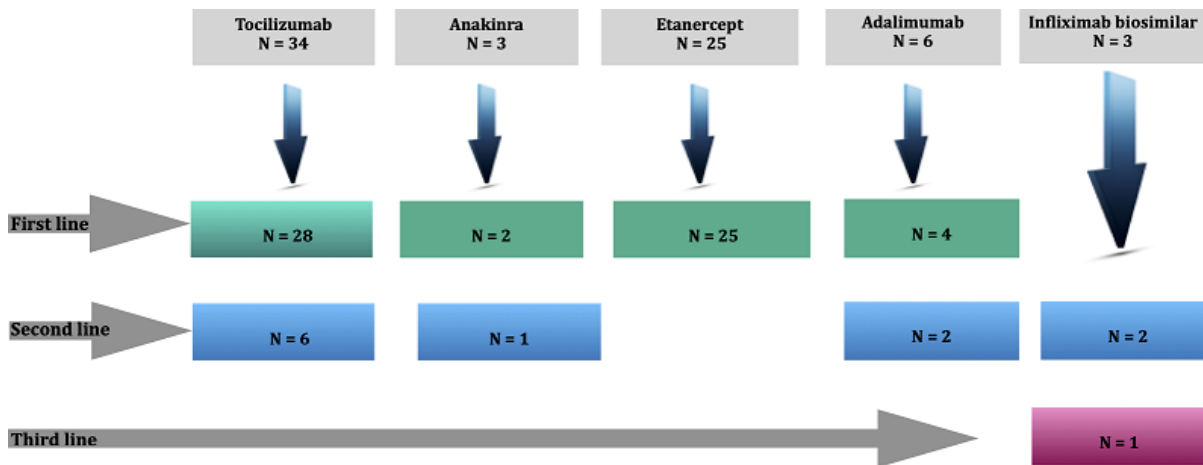 Tocilizumab
N = 34
Anakinra
N = 3
Etanercept
N = 25
Adalimumab
N = 6
Infliximab biosimilar
N = 3
First line
N = 28
N = 2
N = 25
N = 4
Second line
N = 6
N = 1
N = 2
N = 2
Third line
N = 1